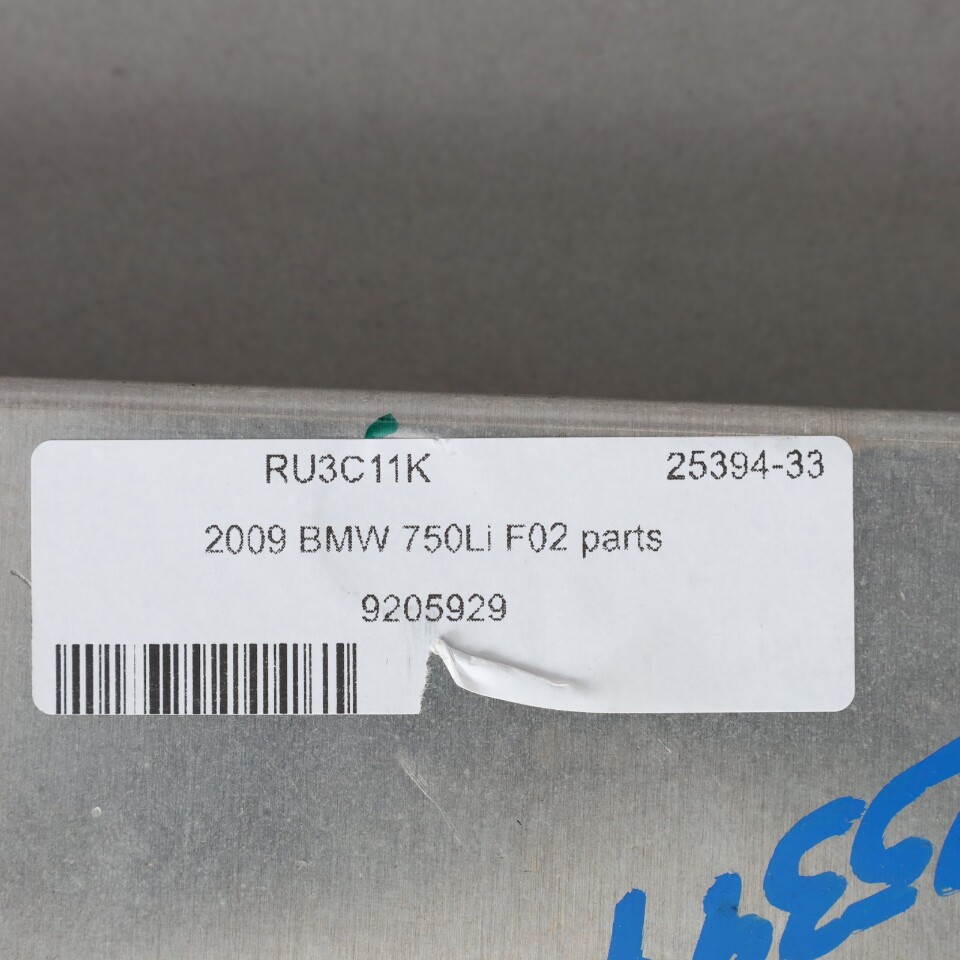 RU3C11K 25394-33
2009 BMW 750Li F02 parts
9205929